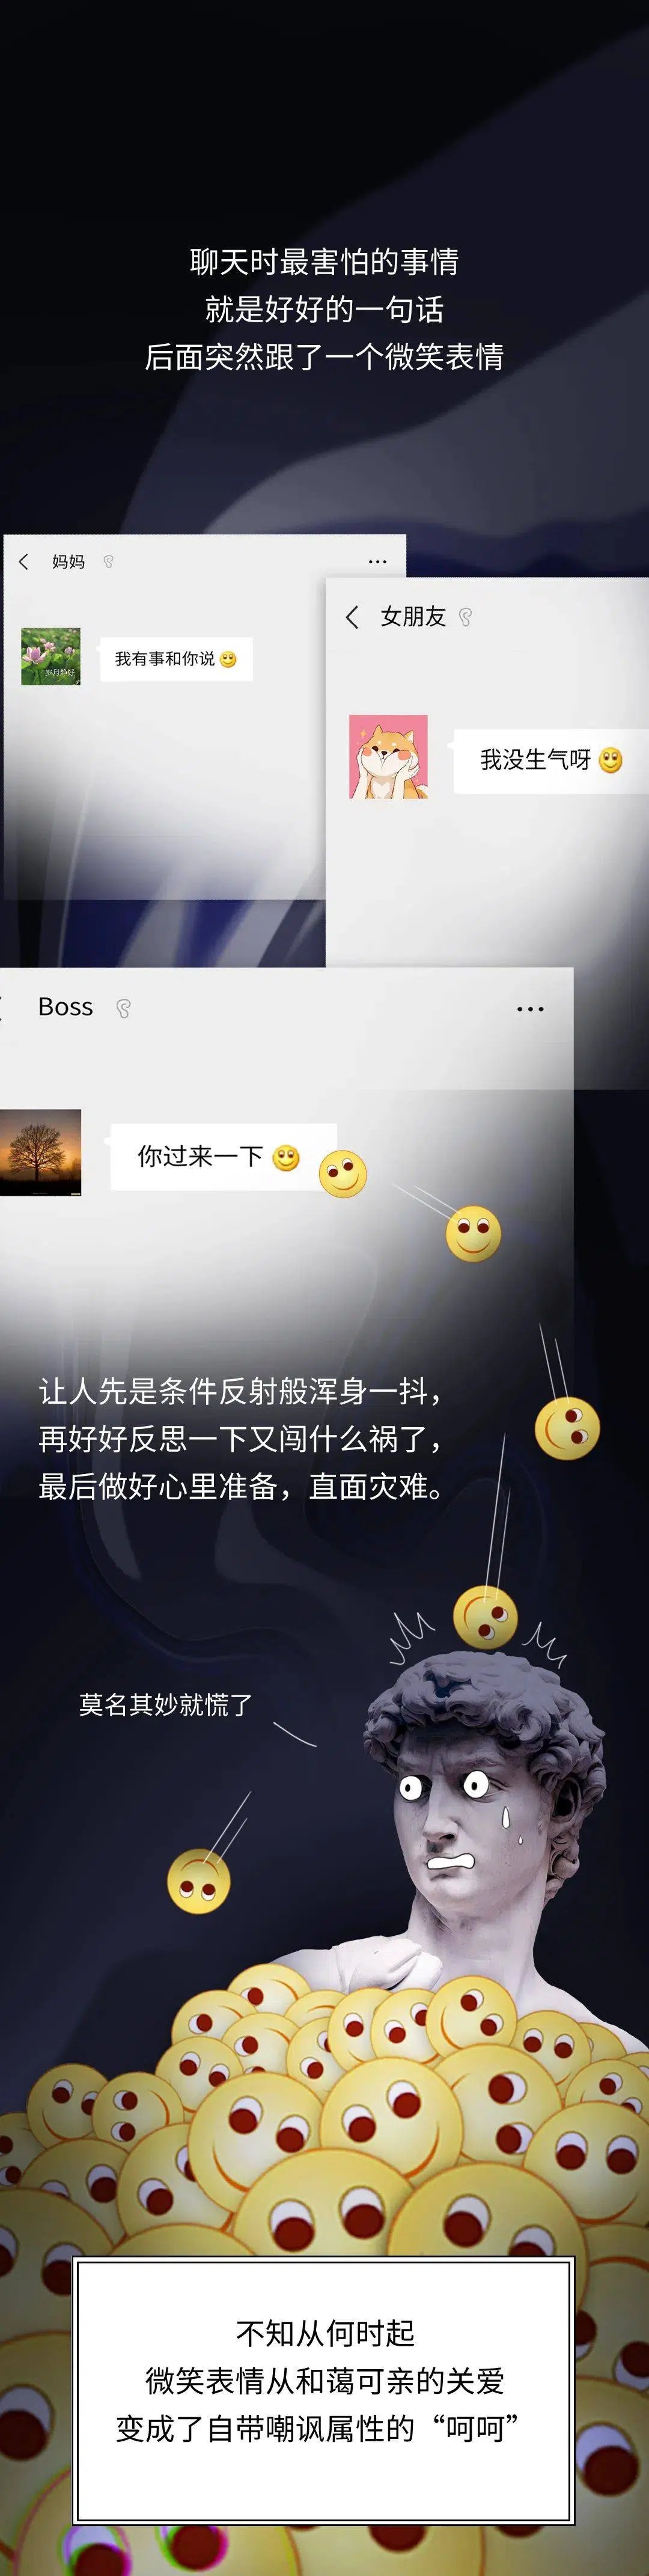 聊天时最害怕的事情
就是好好的一句话
后面突然跟了一个微笑表情
妈妈
岁月静好
我有事和你说
女朋友
我没生气呀
Boss
你过来一下
让人先是条件反射般浑身一抖，
再好好反思一下又闯什么祸了，
最后做好心里准备，直面灾难。
莫名其妙就慌了
不知从何时起
微笑表情从和蔼可亲的关爱
变成了自带嘲讽属性的“呵呵”